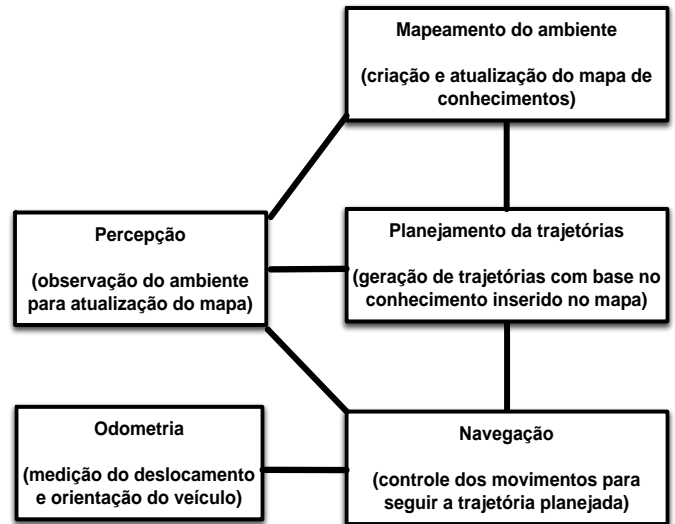 Mapeamento do ambiente
(criação e atualização do mapa de
conhecimentos)
Percepção
(observação do ambiente
para atualização do mapa)
Planejamento da trajetórias
(geração de trajetórias com base no
conhecimento inserido no mapa)
Odometria
(medição do deslocamento
e orientação do veículo)
Navegação
(controle dos movimentos para
seguir a trajetória planejada)